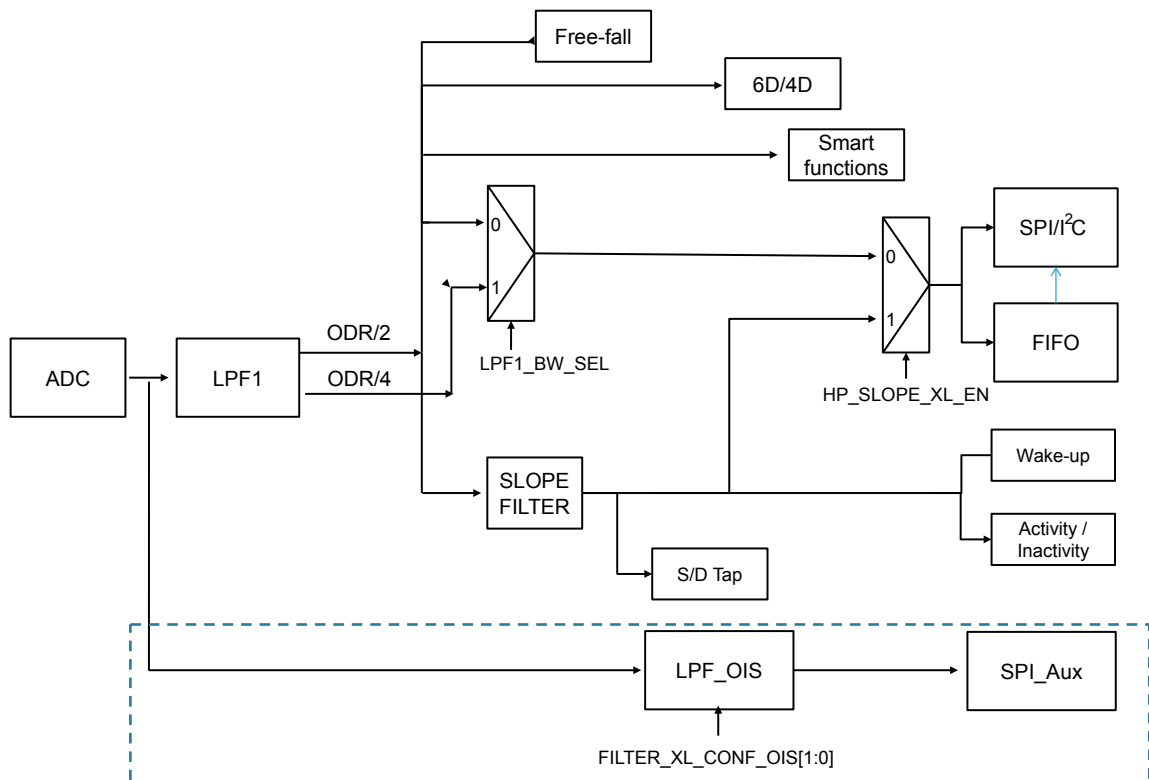 Free-fall
6D/4D
Smart
functions
0
1
SPI/I²C
0
1
ODR/2
LPF1_BW_SEL
FIFO
ADC
LPF1
ODR/4
HP_SLOPE_XL_EN
SLOPE
FILTER
Wake-up
Activity /
Inactivity
S/D Tap
LPF_OIS
SPI_Aux
FILTER_XL_CONF_OIS[1:0]